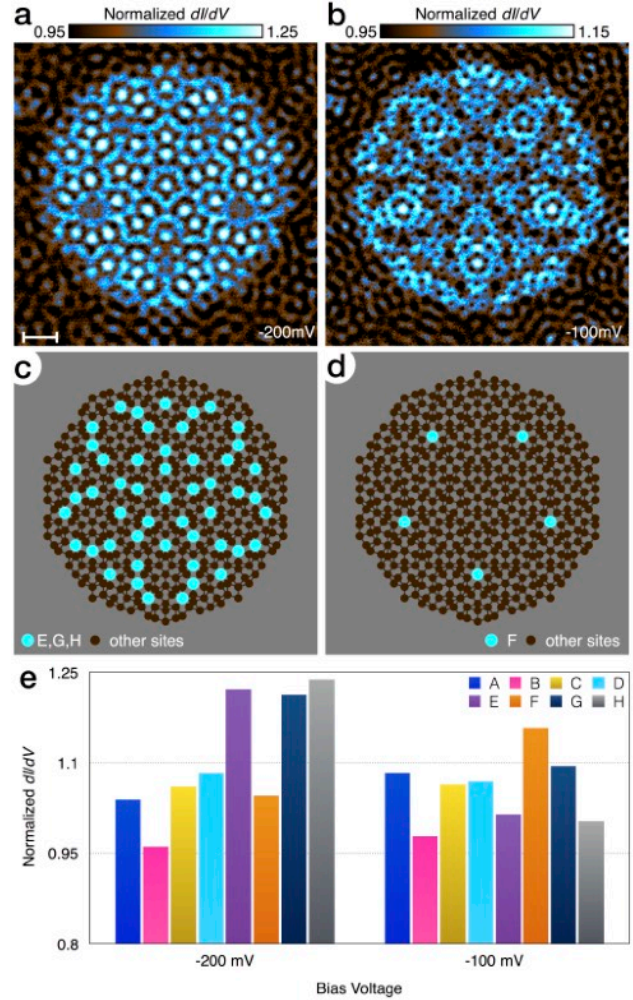 a
Normalized dI/dV
0.95
1.25
-200mV
b
Normalized dI/dV
0.95
1.15
-100mV
c
E,G,H
other sites
d
F
other sites
e
Normalized dI/dV
1.25
1.1
0.95
0.8
A
B
C
D
E
F
G
H
-200 mV
-100 mV
Bias Voltage